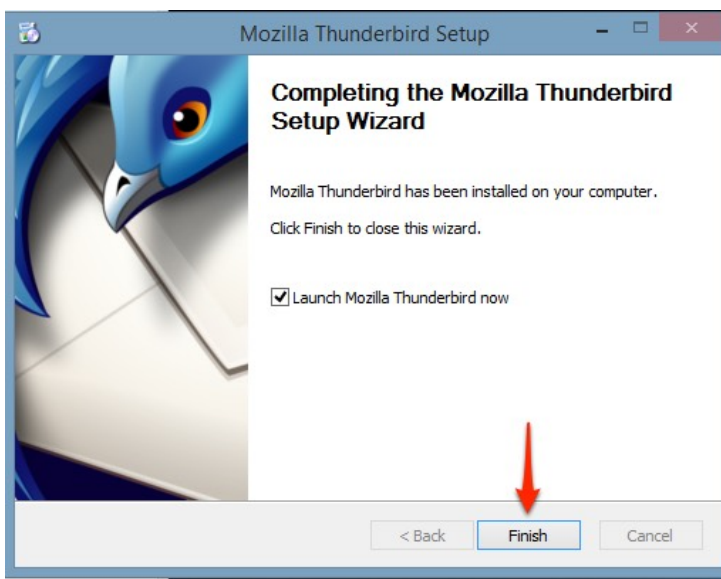 Mozilla Thunderbird Setup
Completing the Mozilla Thunderbird
Setup Wizard
Mozilla Thunderbird has been installed on your computer.
Click Finish to close this wizard.
Launch Mozilla Thunderbird now
< Back Finish Cancel